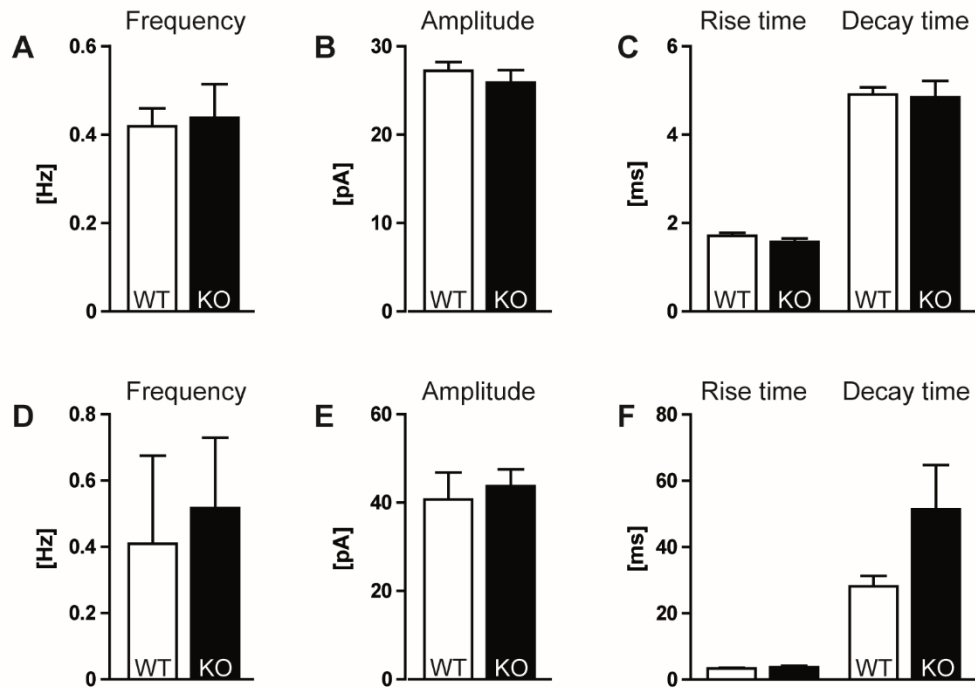 A
Frequency
[Hz]
0.6
0.4
0.2
0
WT
KO
B
Amplitude
[pA]
30
20
10
0
WT
KO
C
Rise time
Decay time
[ms]
6
4
2
0
WT
KO
WT
KO
D
Frequency
[Hz]
0.8
0.6
0.4
0.2
0
WT
KO
E
Amplitude
[pA]
60
40
20
0
WT
KO
F
Rise time
Decay time
[ms]
80
60
40
20
0
WT
KO